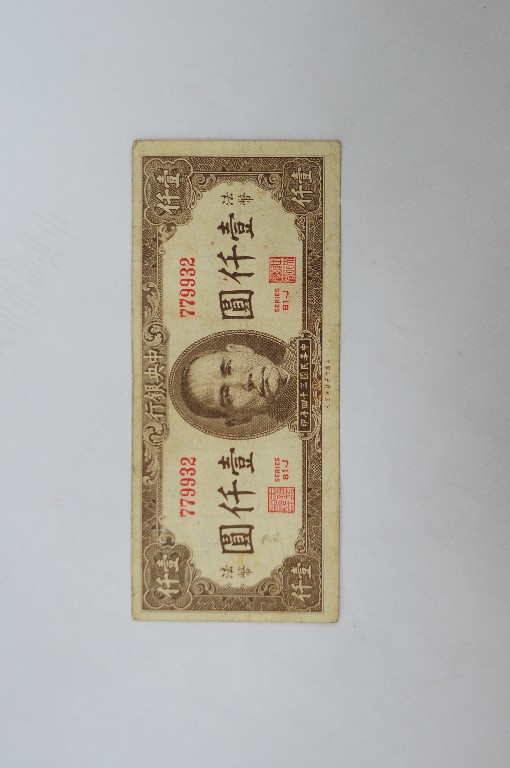 中央銀行
壹仟
壹仟
779932
779932
壹仟圓
壹仟圓
法幣
法幣
SERIES
81-J
SERIES
81-J
中華民國三十四年印
壹仟
壹仟